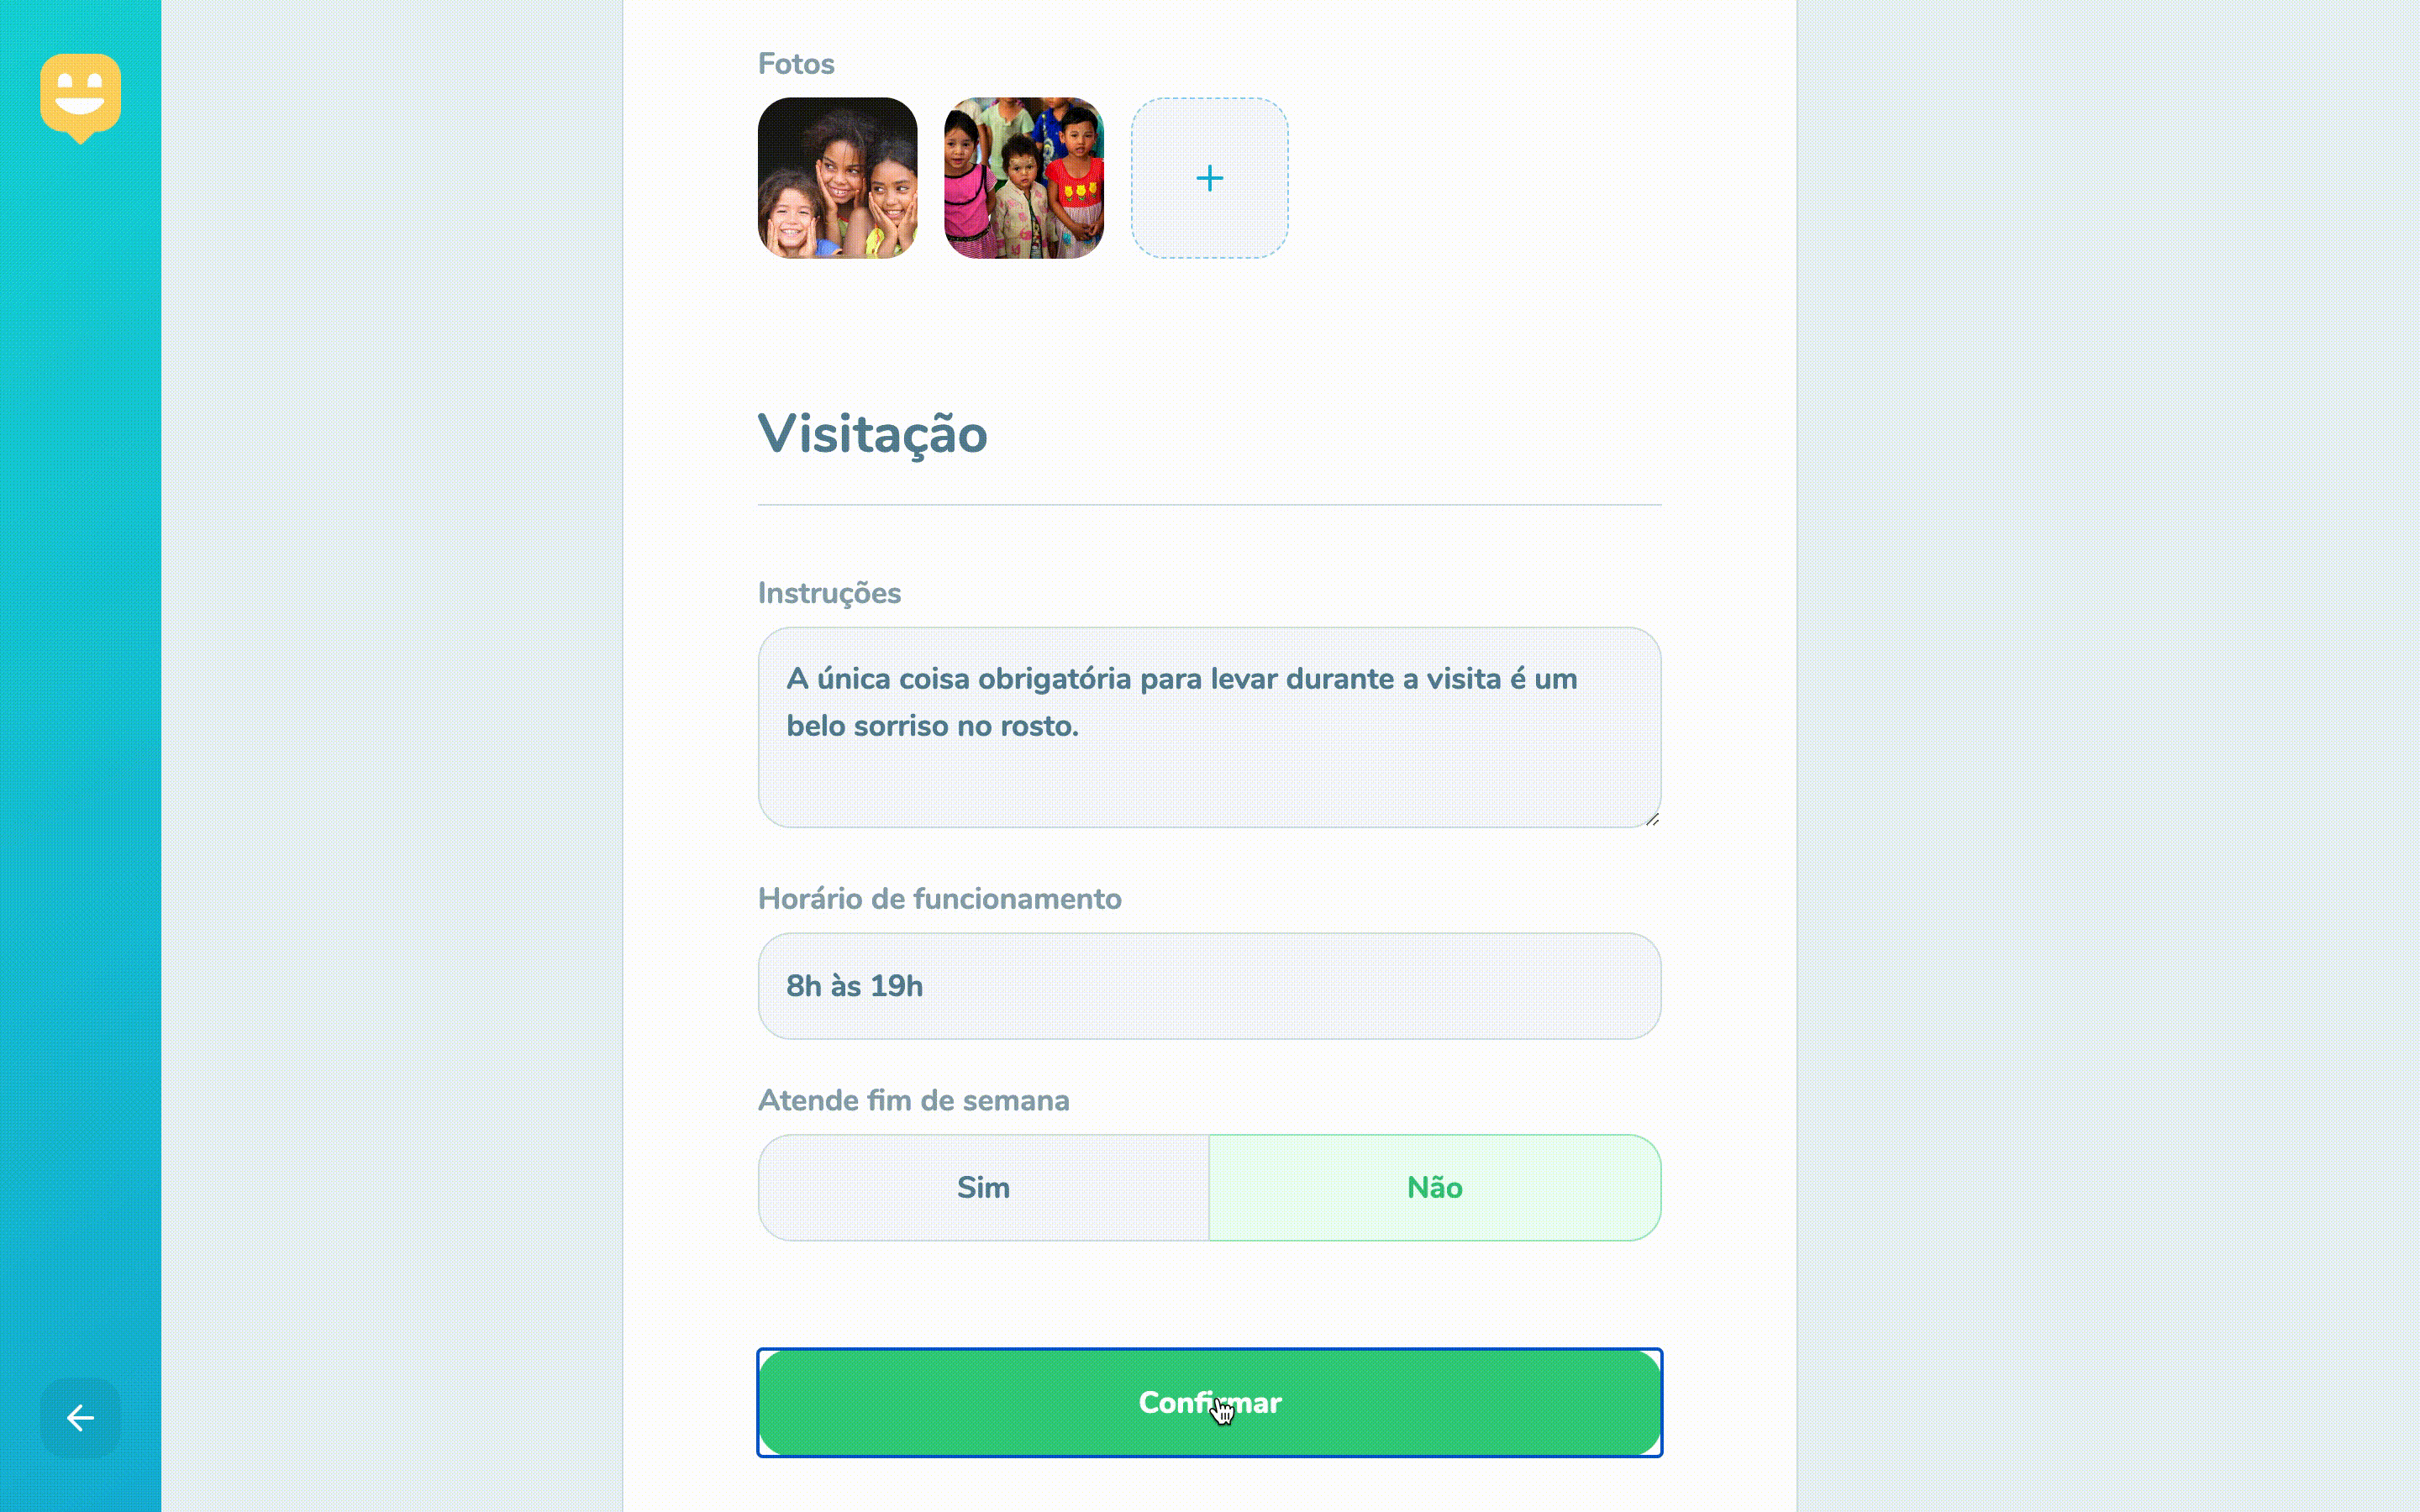 Fotos
Visitação
Instruções
A única coisa obrigatória para levar durante a visita é um
belo sorriso no rosto.
Horário de funcionamento
8h às 19h
Atende fim de semana
Sim
Não
Confirmar